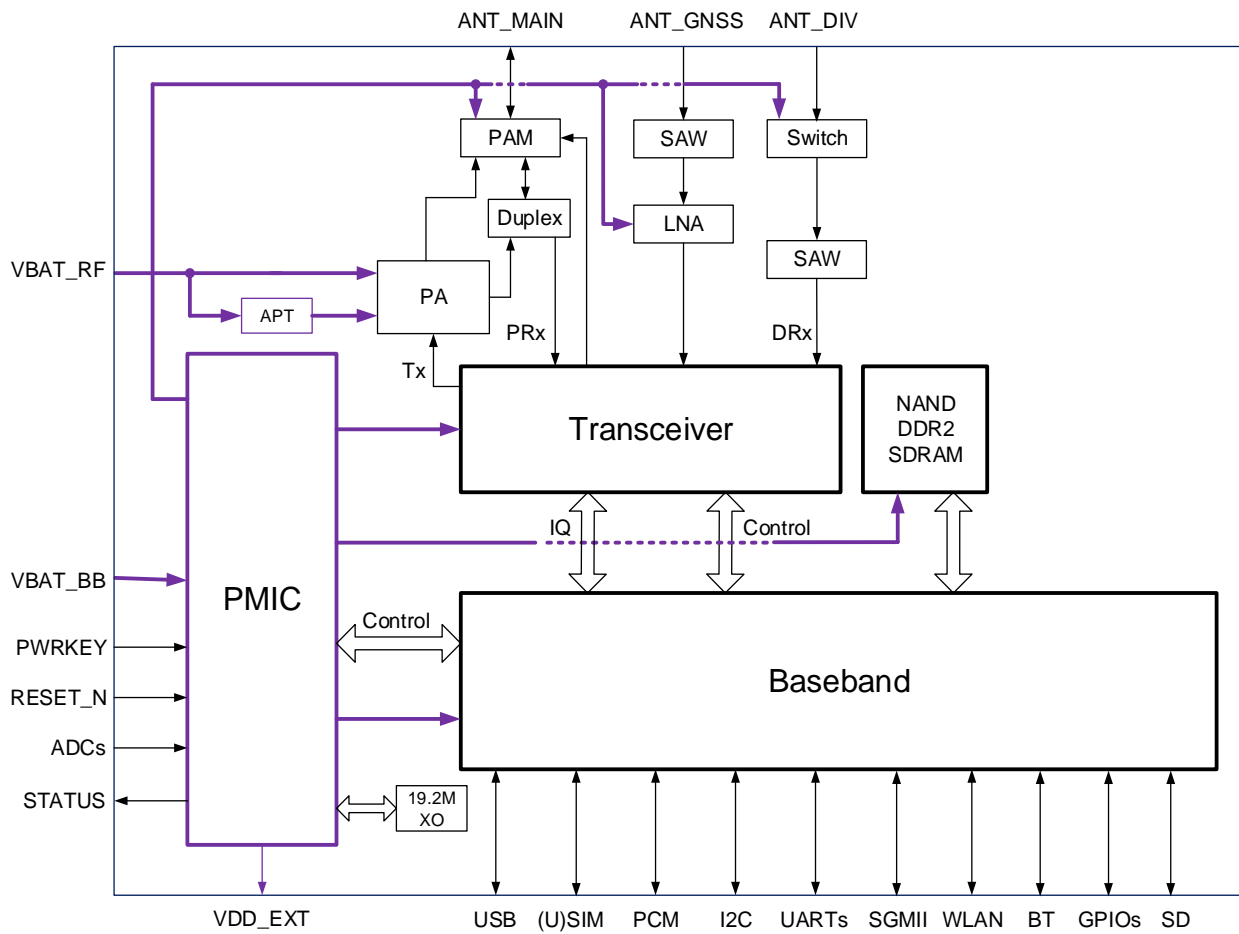 ANT_MAIN
ANT_GNSS
ANT_DIV
PAM
SAW
Switch
Duplex
LNA
SAW
VBAT_RF
PA
APT
PRx
DRx
Tx
NAND
DDR2
SDRAM
Transceiver
IQ
Control
VBAT_BB
PMIC
Control
PWRKEY
Baseband
RESET_N
ADCs
STATUS
19.2M
XO
VDD_EXT
USB
(U)SIM
PCM
I2C
UARTs
SGMII
WLAN
BT
GPIOs
SD